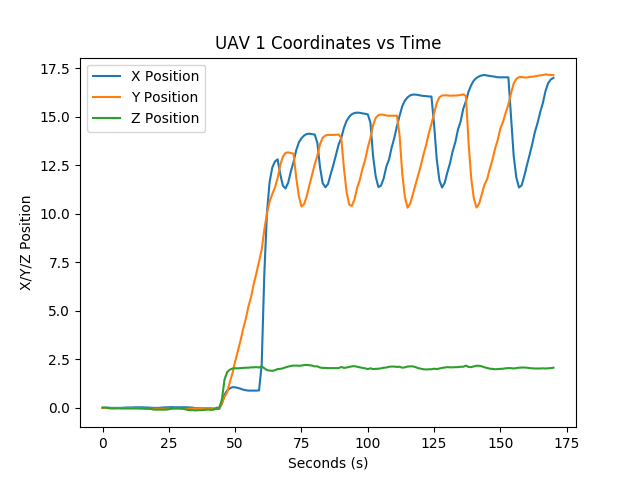 UAV 1 Coordinates vs Time
X Position
Y Position
Z Position
17.5
15.0
12.5
10.0
7.5
5.0
2.5
0.0
X/Y/Z Position
0 25 50 75 100 125 150 175
Seconds (s)